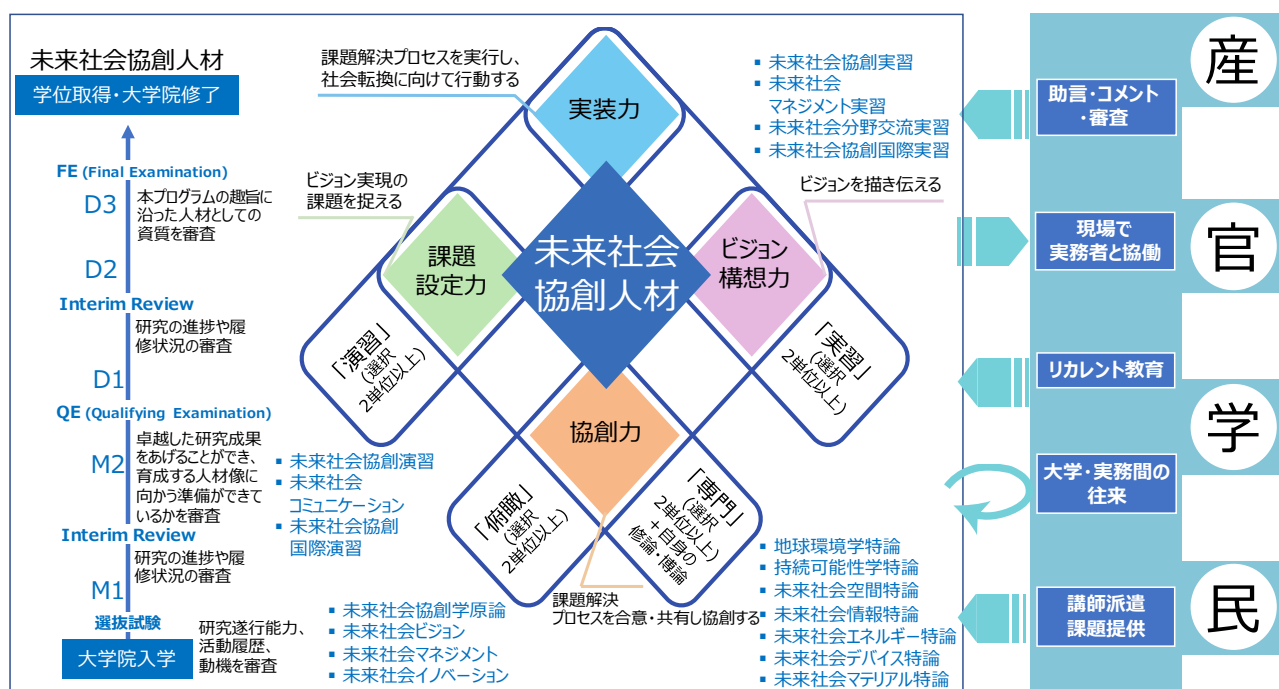 未来社会協創人材
学位取得・大学院修了
FE (Final Examination)
D3
本プログラムの趣旨に
沿った人材としての
資質を審査
D2
Interim Review
研究の進捗や履
修状況の審査
D1
QE (Qualifying Examination)
M2
卓越した研究成果
をあげることができ、
育成する人材像に
向かう準備ができて
いるかを審査
Interim Review
研究の進捗や履
修状況の審査
M1
選抜試験
研究遂行能力、
活動履歴、
動機を審査
大学院入学
課題解決プロセスを実行し、
社会転換に向けて行動する
実装力
▪ 未来社会協創実習
▪ 未来社会
マネジメント実習
▪ 未来社会分野交流実習
▪ 未来社会協創国際実習
ビジョン実現の
課題を捉える
課題
設定力
未来社会
協創人材
ビジョンを描き伝える
ビジョン
構想力
「演習」
(選択
2単位以上)
「実習」
(選択
2単位以上)
協創力
▪ 未来社会協創演習
▪ 未来社会
コミュニケーション
▪ 未来社会協創
国際演習
「俯瞰」
(選択
2単位以上)
「専門」
(選択
2単位以上)
+自身の
修論・博論
課題解決
プロセスを合意・共有し協創する
▪ 未来社会協創学原論
▪ 未来社会ビジョン
▪ 未来社会マネジメント
▪ 未来社会イノベーション
▪ 地球環境学特論
▪ 持続可能性学特論
▪ 未来社会空間特論
▪ 未来社会情報特論
▪ 未来社会エネルギー特論
▪ 未来社会デバイス特論
▪ 未来社会マテリアル特論
助言・コメント
・審査
現場で
実務者と協働
リカレント教育
大学・実務間の
往来
講師派遣
課題提供
産
官
学
民